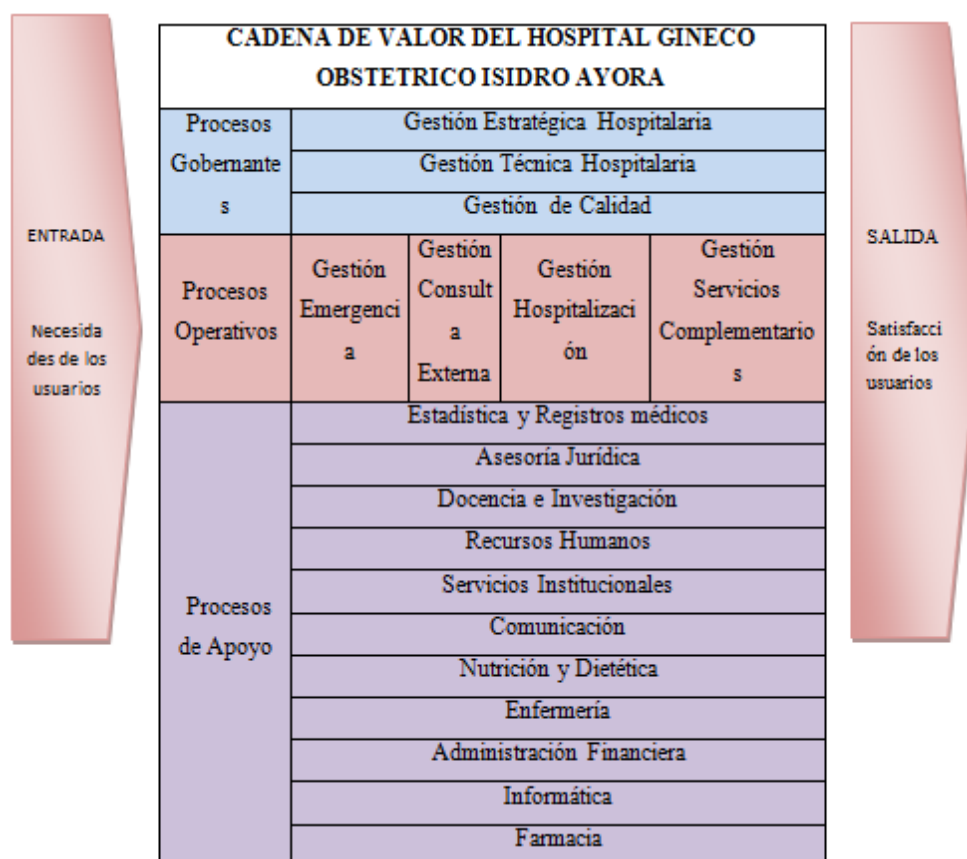 CADENA DE VALOR DEL HOSPITAL GINECO
OBSTETRICO ISIDRO AYORA
ENTRADA
Necesida
des de los
usuarios
Procesos
Gobernante
s
Gestión Estratégica Hospitalaria
Gestión Técnica Hospitalaria
Gestión de Calidad
Procesos
Operativos
Gestión
Emergenci
a
Gestión
Consult
a
Externa
Gestión
Hospitalizaci
ón
Gestión
Servicios
Complementario
s
Procesos
de Apoyo
Estadística y Registros médicos
Asesoría Jurídica
Docencia e Investigación
Recursos Humanos
Servicios Institucionales
Comunicación
Nutrición y Dietética
Enfermería
Administración Financiera
Informática
Farmacia
SALIDA
Satisfacci
ón de los
usuarios